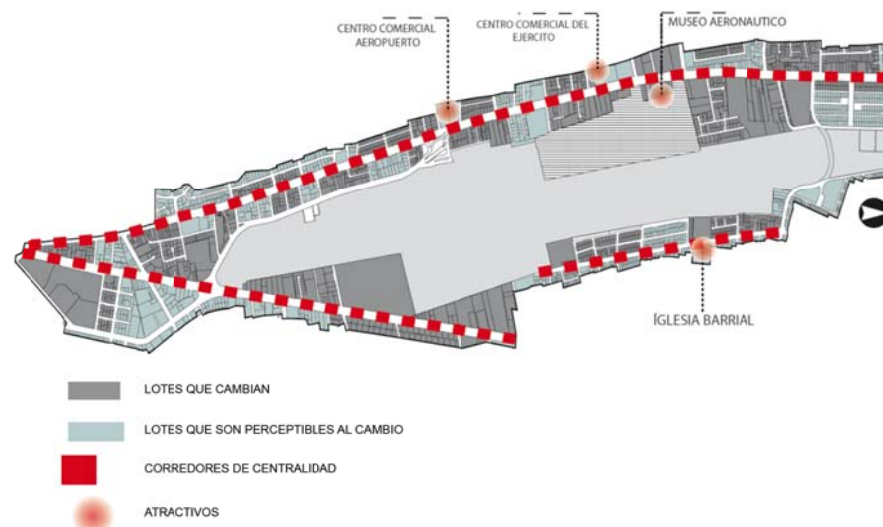 CENTRO COMERCIAL
AEROPUERTO
CENTRO COMERCIAL DEL
EJERCITO
MUSEO AERONAUTICO
ÍGLESIA BARRIAL
LOTES QUE CAMBIAN
LOTES QUE SON PERCEPTIBLES AL CAMBIO
CORREDORES DE CENTRALIDAD
ATRACTIVOS